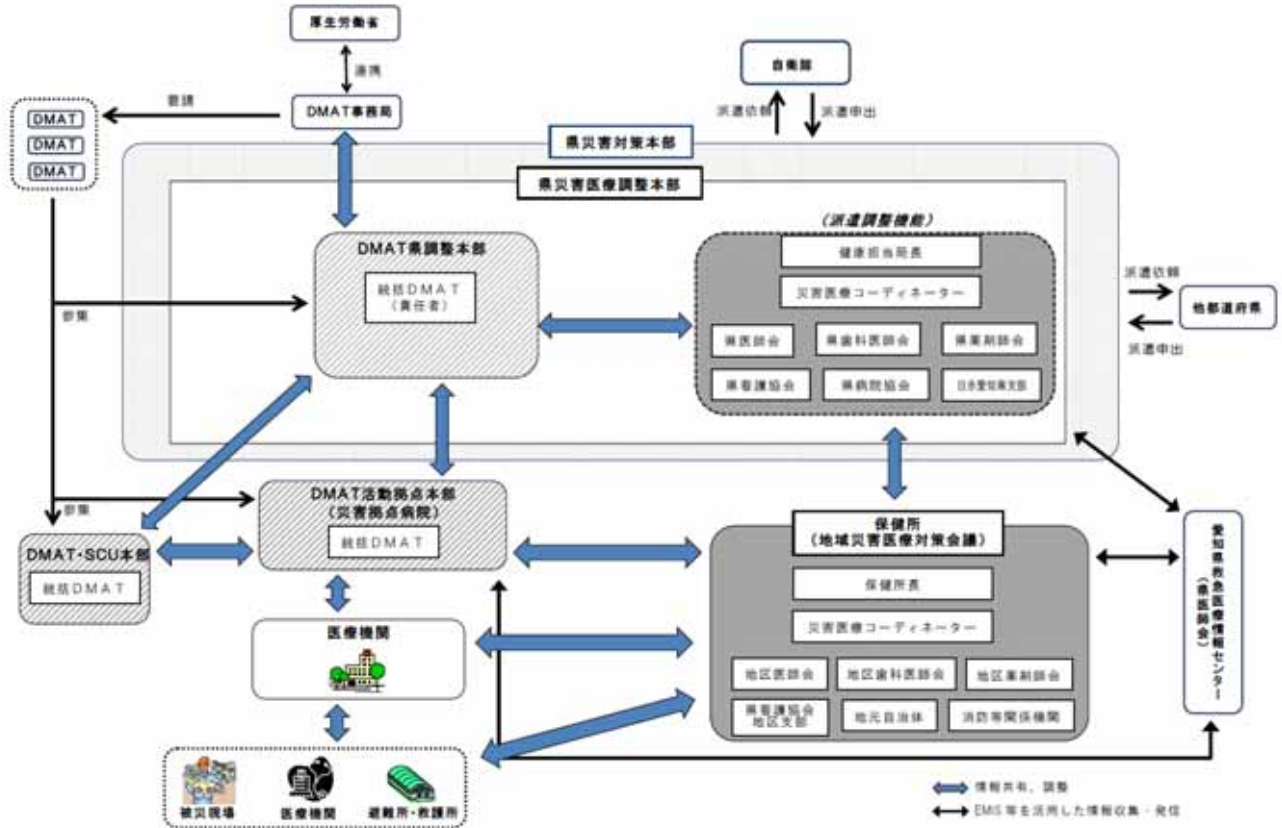 厚生労働省
連携
DMAT事務局
要請
DMAT
DMAT
DMAT
自衛隊
派遣依頼
派遣申出
県災害対策本部
県災害医療調整本部
DMAT県調整本部
統括DMAT
(責任者)
(派遣調整機能)
健康担当局長
災害医療コーディネーター
県医師会
県歯科医師会
県薬剤師会
県看護協会
県病院協会
日赤愛知県支部
派遣依頼
他都道府県
派遣申出
参集
参集
DMAT活動拠点本部
(災害拠点病院)
統括DMAT
DMAT・SCU本部
統括DMAT
保健所
(地域災害医療対策会議)
保健所長
災害医療コーディネーター
地区医師会
地区歯科医師会
地区薬剤師会
県看護協会
地区支部
地元自治体
消防等関係機関
愛知県救急医療情報センター
(県医師会)
医療機関
被災現場
医療機関
避難所・救護所
情報共有、調整
EMIS等を活用した情報収集・発信